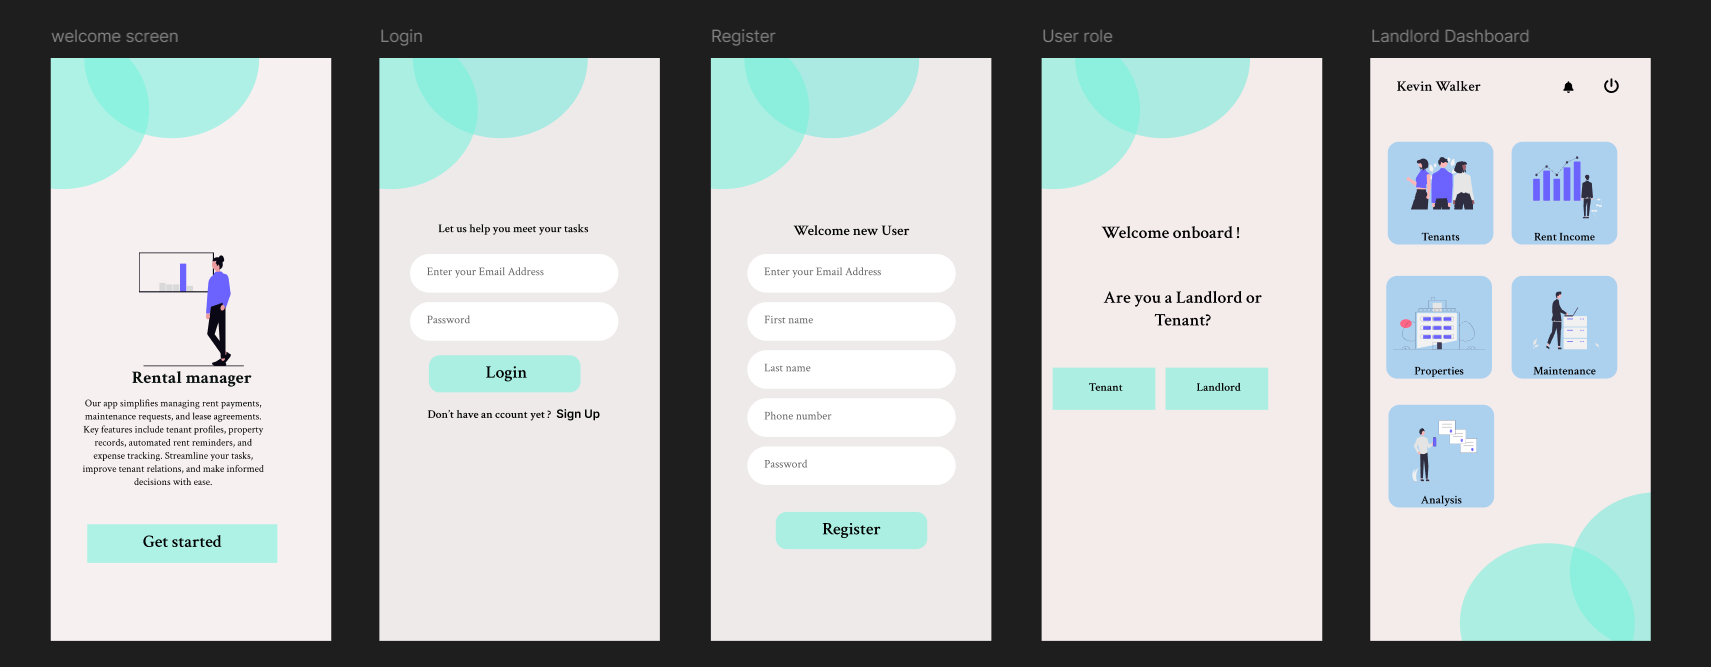 welcome screen
Login
Register
User role
Landlord Dashboard
Rental manager
Our app simplifies managing rent payments,
maintenance requests, and lease agreements.
Key features include tenant profiles, property
records, automated rent reminders, and
expense tracking. Streamline your tasks,
improve tenant relations, and make informed
decisions with ease.
Get started
Let us help you meet your tasks
Enter your Email Address
Password
Login
Don't have an ccount yet ? Sign Up
Welcome new User
Enter your Email Address
First name
Last name
Phone number
Password
Register
Welcome onboard !
Are you a Landlord or
Tenant?
Tenant
Landlord
Kevin Walker
Tenants
Rent Income
Properties
Maintenance
Analysis